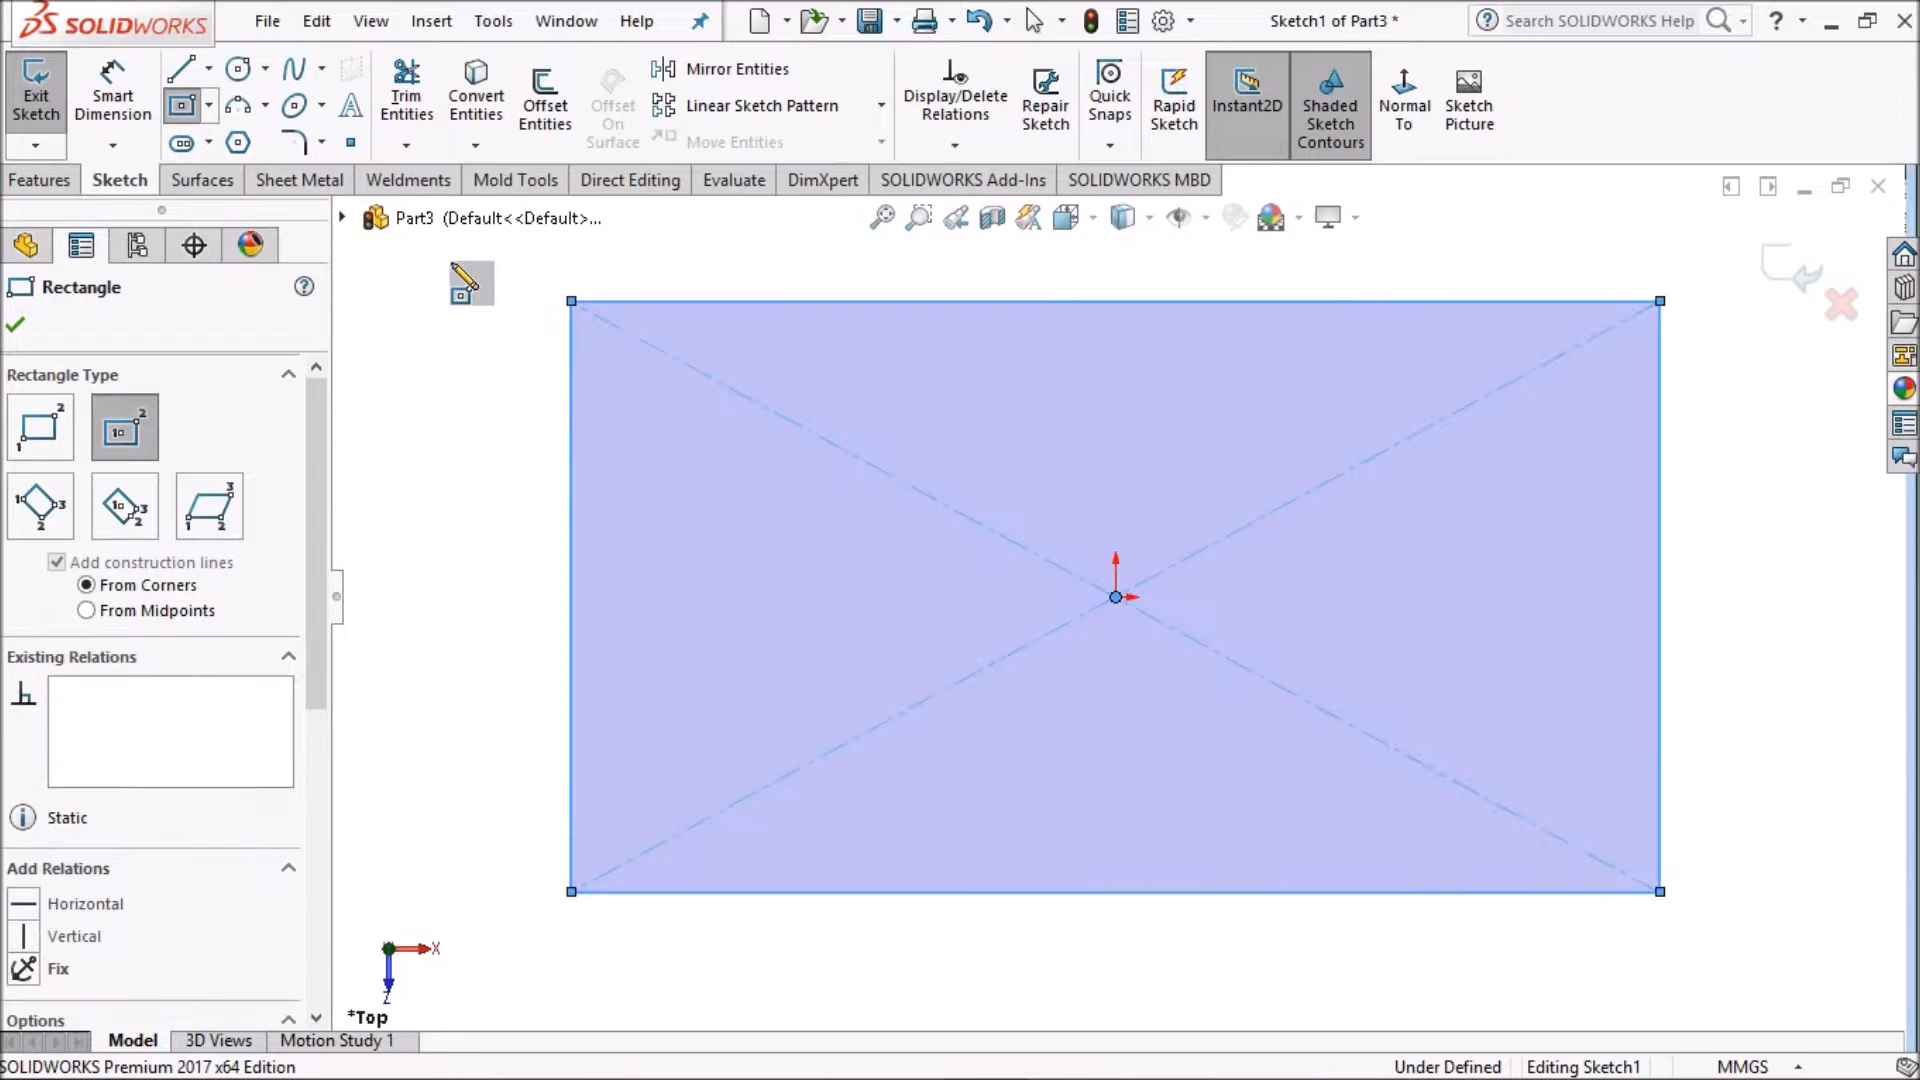 SOLIDWORKS File Edit View Insert Tools Window Help Sketch1 of Part3 * Search SOLIDWORKS Help ?
Exit Sketch
Smart Dimension
Trim Entities
Convert Entities
Offset Entities
Offset On Surface
Mirror Entities
Linear Sketch Pattern
Move Entities
Display/Delete Relations
Repair Sketch
Quick Snaps
Rapid Sketch
Instant2D
Shaded Sketch Contours
Normal To
Sketch Picture
Features Sketch Surfaces Sheet Metal Weldments Mold Tools Direct Editing Evaluate DimXpert SOLIDWORKS Add-Ins SOLIDWORKS MBD
Part3 (Default<<Default>...
Rectangle ?
Rectangle Type
Add construction lines
From Corners
From Midpoints
Existing Relations
Static
Add Relations
Horizontal
Vertical
Fix
Options
X
Z
*Top
Model 3D Views Motion Study 1
SOLIDWORKS Premium 2017 x64 Edition Under Defined Editing Sketch1 MMGS